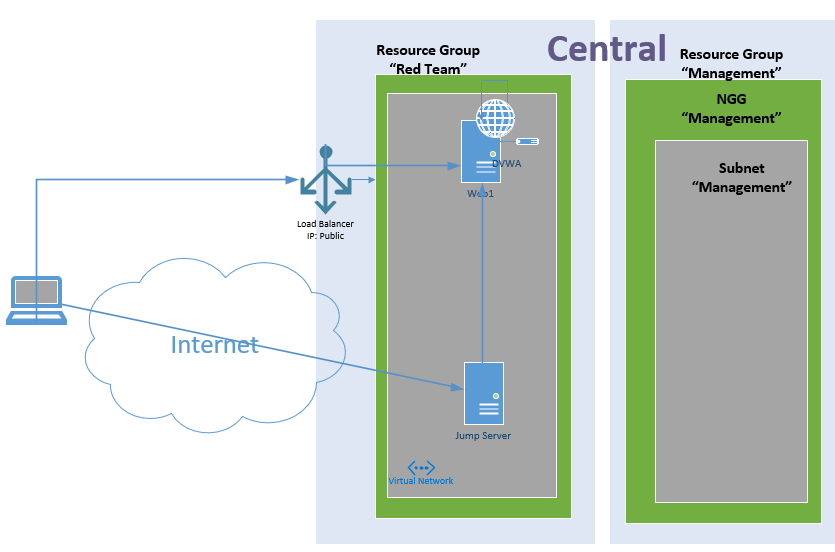 Central
Resource Group
“Red Team”
Resource Group
“Management”
NGG
“Management”
Subnet
“Management”
DVWA
Web1
Load Balancer
IP: Public
Internet
Jump Server
Virtual Network